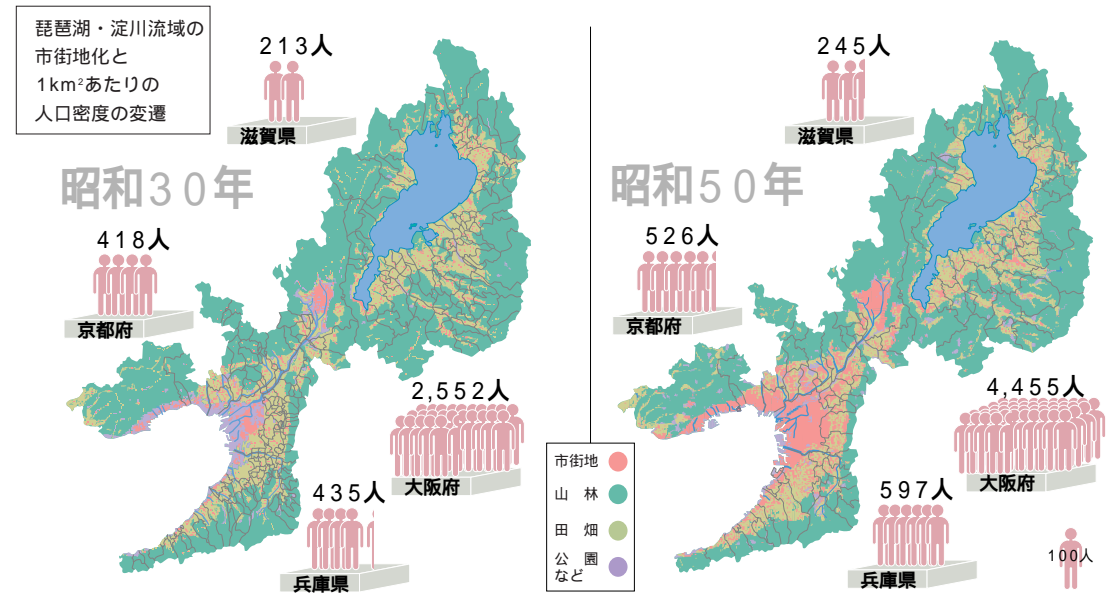 琵琶湖・淀川流域の
市街地化と
1km²あたりの
人口密度の変遷
昭和30年
213人
滋賀県
418人
京都府
2,552人
大阪府
435人
兵庫県
昭和50年
245人
滋賀県
526人
京都府
4,455人
大阪府
597人
兵庫県
市街地
山 林
田 畑
公 園
など
100人